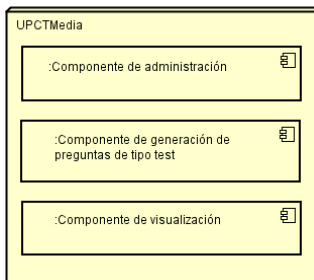 UPCTMedia
:Componente de administración
:Componente de generación de
preguntas de tipo test
:Componente de visualización